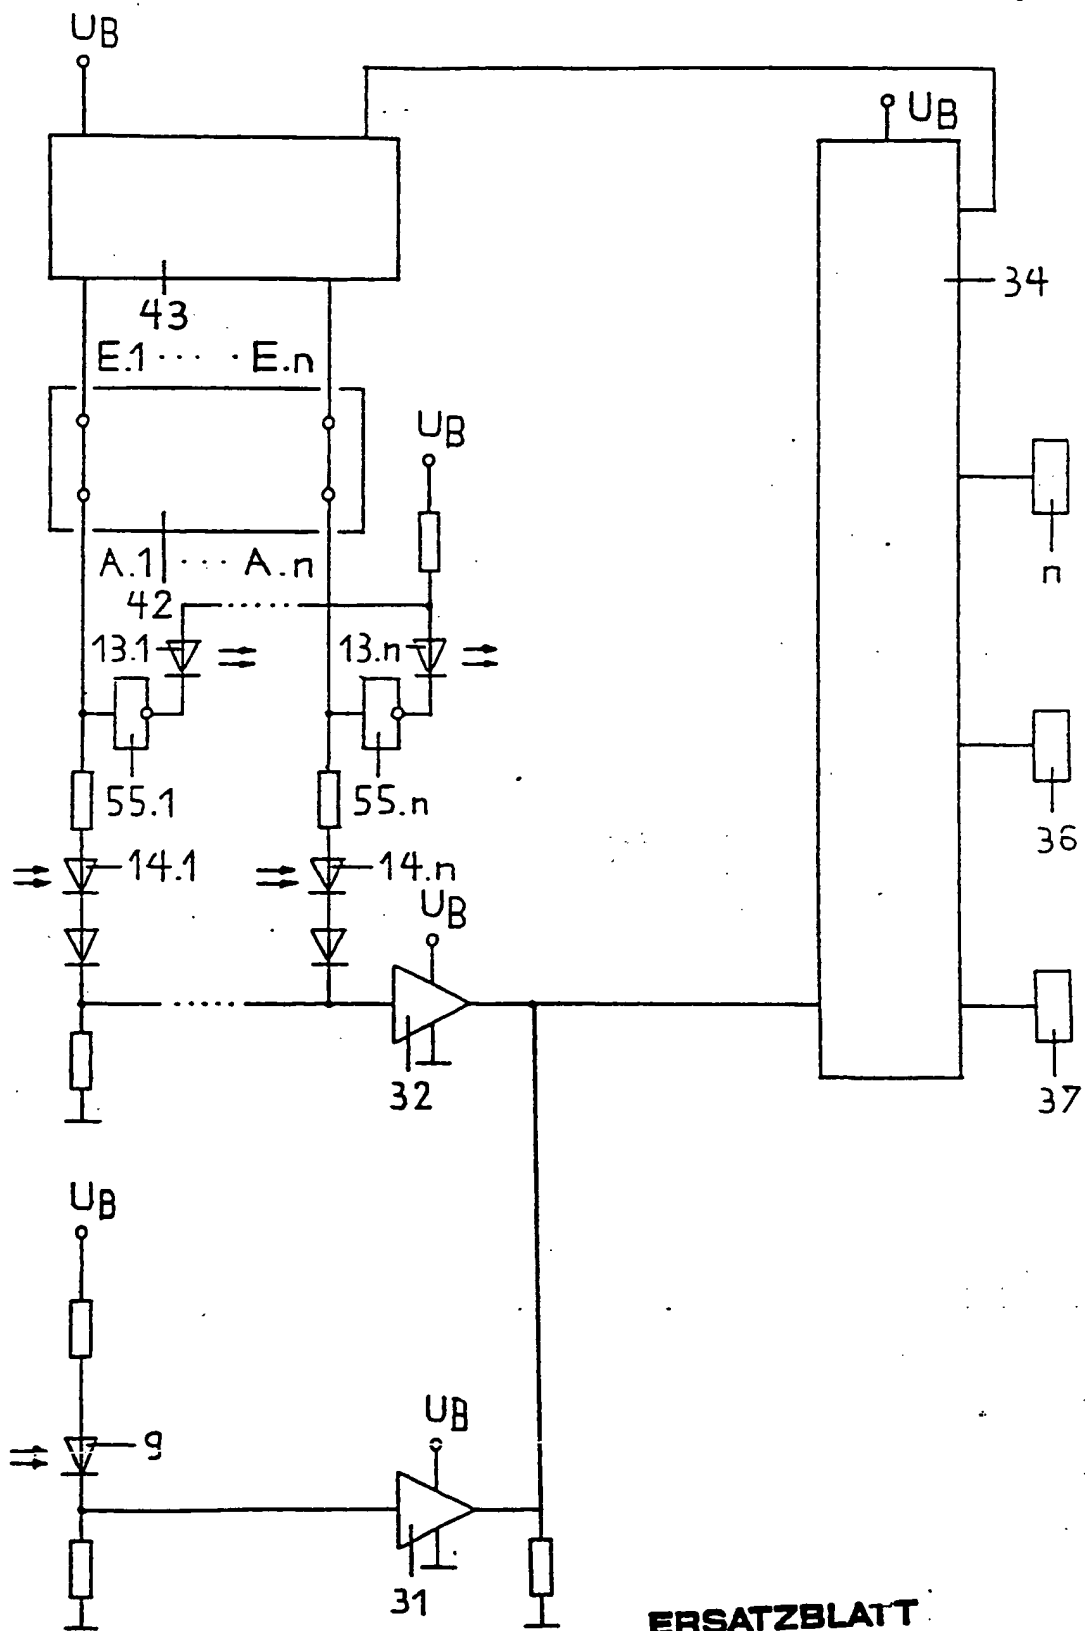 UB
UB
34
43
E.1 ····· E.n
UB
A.1 ··· A.n
42
n
13.1
13.n
55.1
55.n
36
14.1
14.n
UB
32
37
UB
9
UB
31
ERSATZBLATT